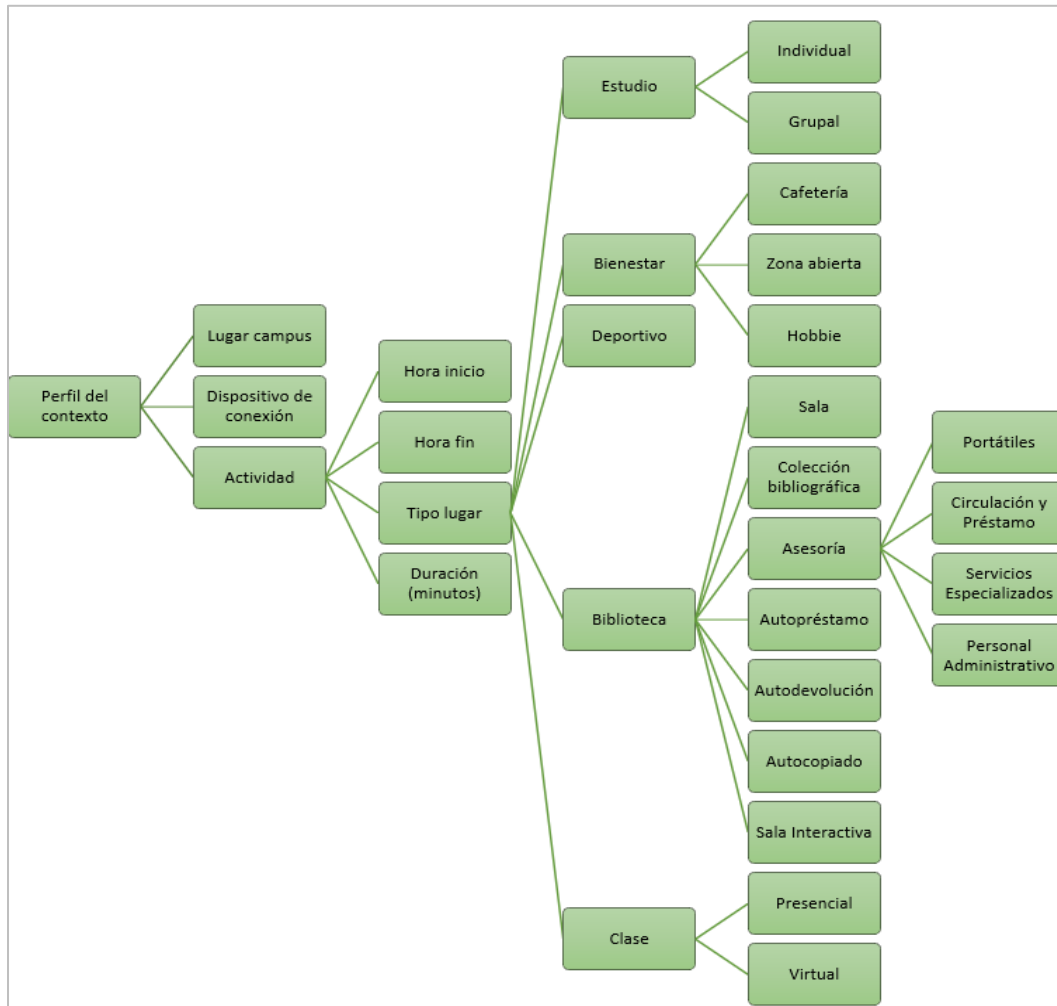 Perfil del
contexto
Lugar campus
Dispositivo de
conexión
Actividad
Hora inicio
Hora fin
Tipo lugar
Duración
(minutos)
Estudio
Bienestar
Deportivo
Biblioteca
Clase
Individual
Grupal
Cafetería
Zona abierta
Hobbie
Sala
Colección
bibliográfica
Asesoría
Autopréstamo
Autodevolución
Autocopiado
Sala Interactiva
Presencial
Virtual
Portátiles
Circulación y
Préstamo
Servicios
Especializados
Personal
Administrativo